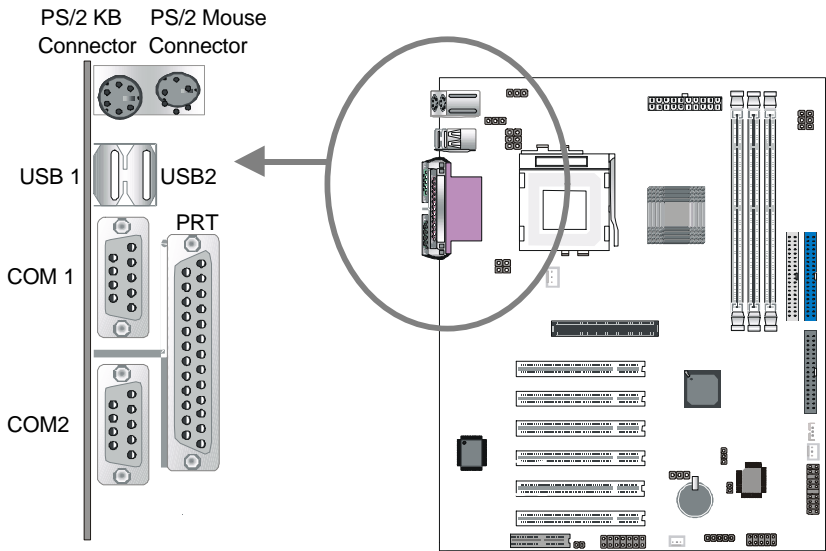 PS/2 KB PS/2 Mouse
Connector Connector
USB 1 USB2
PRT
COM 1
COM2